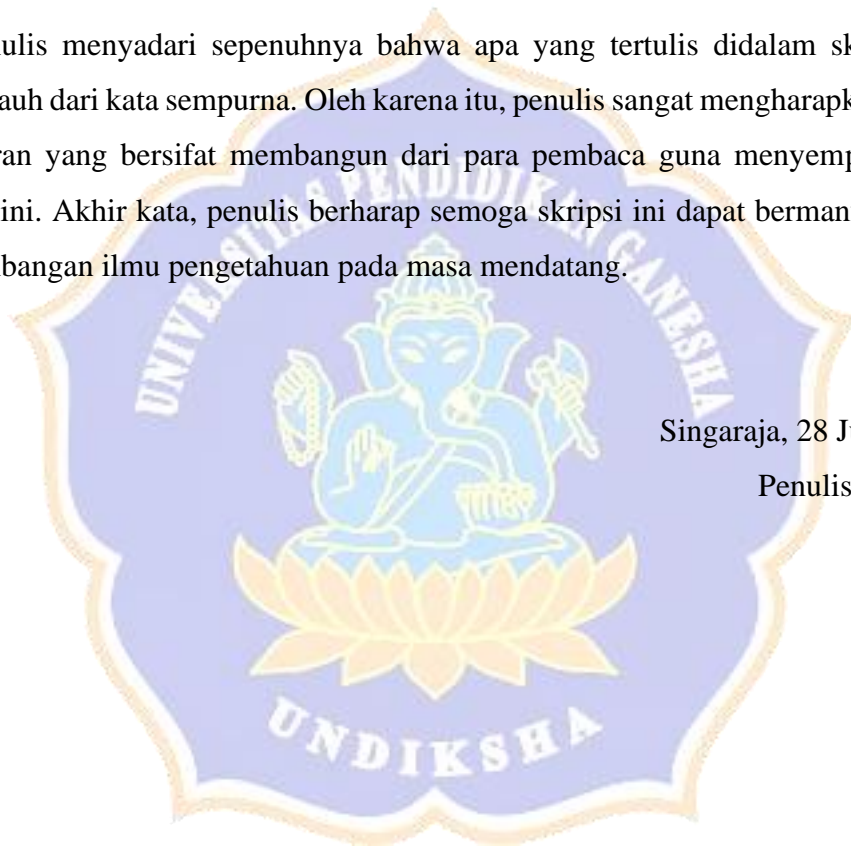 ulis menyadari sepenuhnya bahwa apa yang tertulis didalam sk
auh dari kata sempurna. Oleh karena itu, penulis sangat mengharapk
ran yang bersifat membangun dari para pembaca guna menyemp
ini. Akhir kata, penulis berharap semoga skripsi ini dapat berman
bangan ilmu pengetahuan pada masa mendatang.
UNIVERSITAS PENDIDIKAN GANESHA
Singaraja, 28 J
Penulis
UNDIKSHA